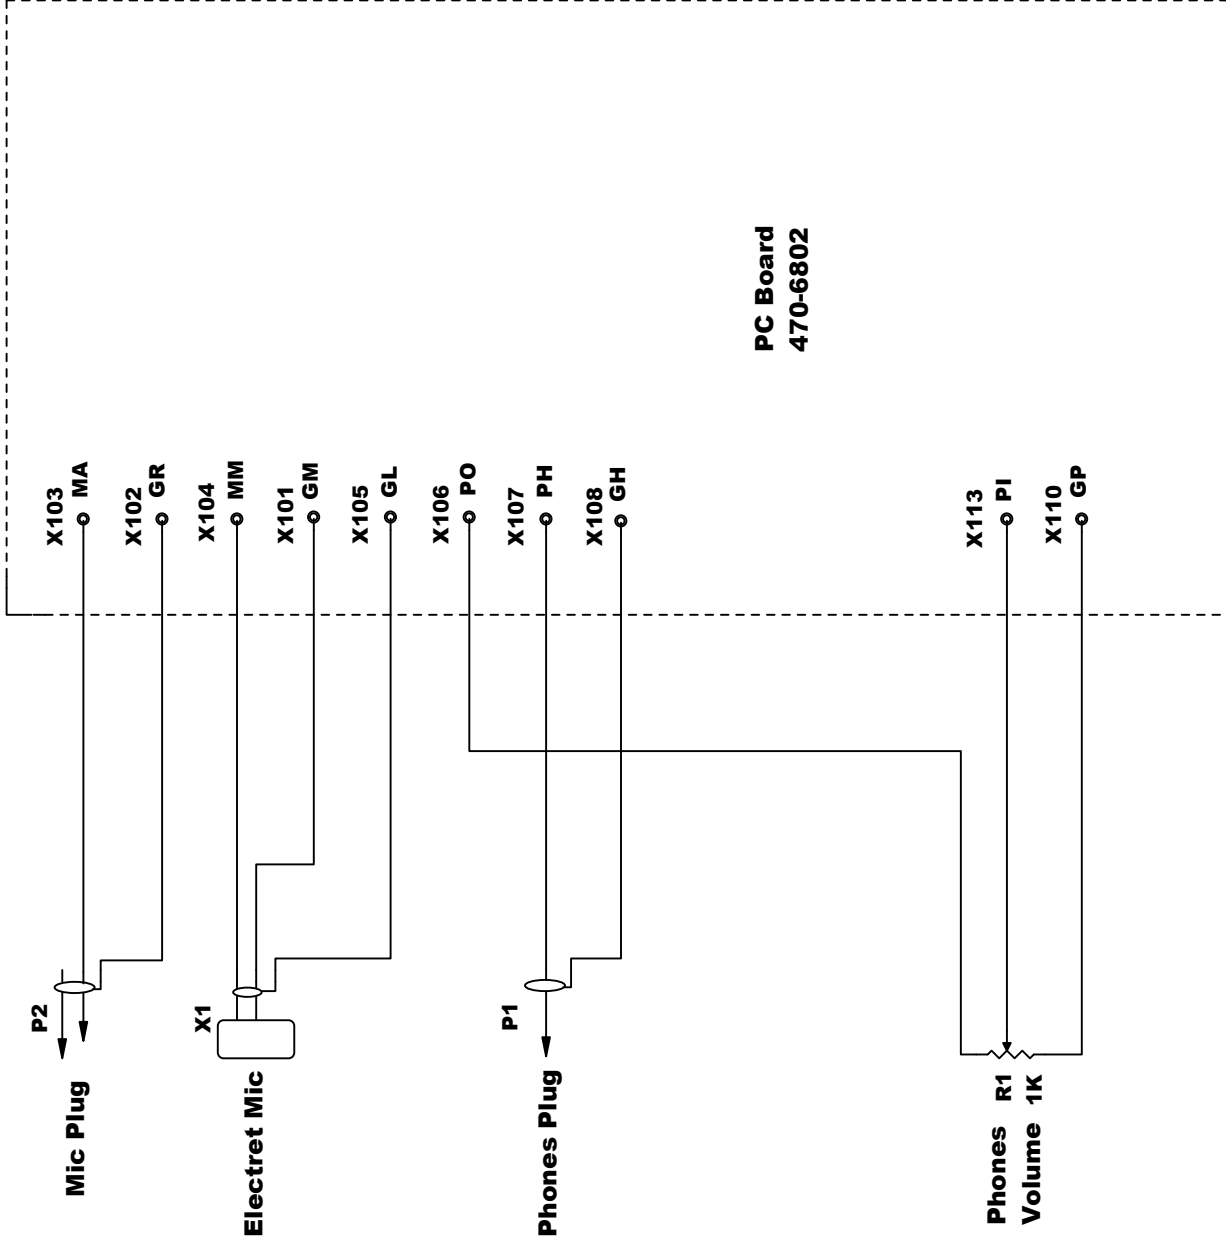 Mic Plug
P2
X103
MA
X102
GR
Electret Mic
X1
X104
MM
X101
GM
X105
GL
X106
PO
Phones Plug
P1
X107
PH
X108
GH
PC Board
470-6802
Phones R1
Volume 1K
X113
PI
X110
GP